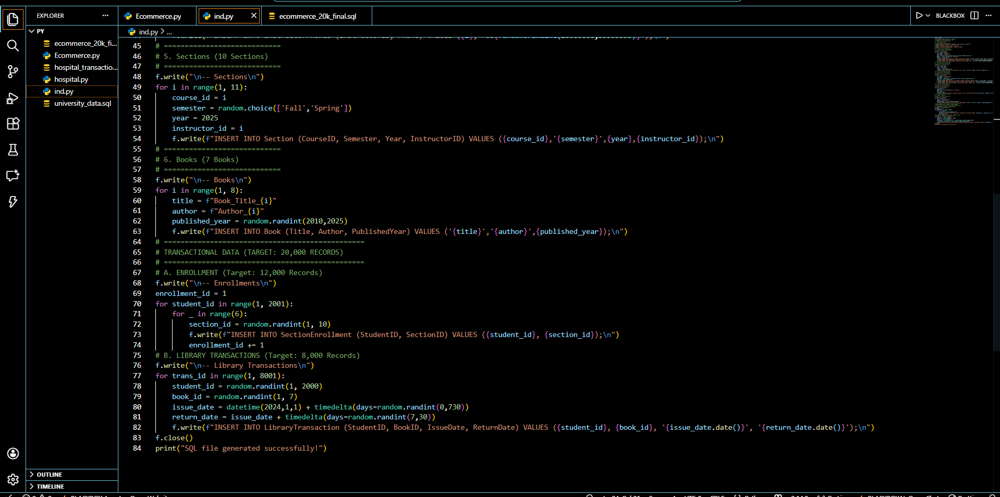 EXPLORER
PY
ecommerce_20k_fi...
Ecommerce.py
hospital_transactio...
hospital.py
ind.py
university_data.sql
OUTLINE
TIMELINE
Ecommerce.py
ind.py
ecommerce_20k_final.sql
BLACKBOX
ind.py > ...
45 # ============================
46 # 5. Sections (10 Sections)
47 # ============================
48 f.write("\n-- Sections\n")
49 for i in range(1, 11):
50     course_id = i
51     semester = random.choice(['Fall','Spring'])
52     year = 2025
53     instructor_id = i
54     f.write(f"INSERT INTO Section (CourseID, Semester, Year, InstructorID) VALUES ({course_id},'{semester}',{year},{instructor_id});\n")
55 # ============================
56 # 6. Books (7 Books)
57 # ============================
58 f.write("\n-- Books\n")
59 for i in range(1, 8):
60     title = f"Book_Title_{i}"
61     author = f"Author_{i}"
62     published_year = random.randint(2010,2025)
63     f.write(f"INSERT INTO Book (Title, Author, PublishedYear) VALUES ('{title}','{author}',{published_year});\n")
64 # ================================================
65 # TRANSACTIONAL DATA (TARGET: 20,000 RECORDS)
66 # ================================================
67 # A. ENROLLMENT (Target: 12,000 Records)
68 f.write("\n-- Enrollments\n")
69 enrollment_id = 1
70 for student_id in range(1, 2001):
71     for _ in range(6):
72         section_id = random.randint(1, 10)
73         f.write(f"INSERT INTO SectionEnrollment (StudentID, SectionID) VALUES ({student_id}, {section_id});\n")
74         enrollment_id += 1
75 # B. LIBRARY TRANSACTIONS (Target: 8,000 Records)
76 f.write("\n-- Library Transactions\n")
77 for trans_id in range(1, 8001):
78     student_id = random.randint(1, 2000)
79     book_id = random.randint(1, 7)
80     issue_date = datetime(2024,1,1) + timedelta(days=random.randint(0,730))
81     return_date = issue_date + timedelta(days=random.randint(7,30))
82     f.write(f"INSERT INTO LibraryTransaction (StudentID, BookID, IssueDate, ReturnDate) VALUES ({student_id}, {book_id}, '{issue_date.date()}', '{return_date.date()}');\n")
83 f.close()
84 print("SQL file generated successfully!")